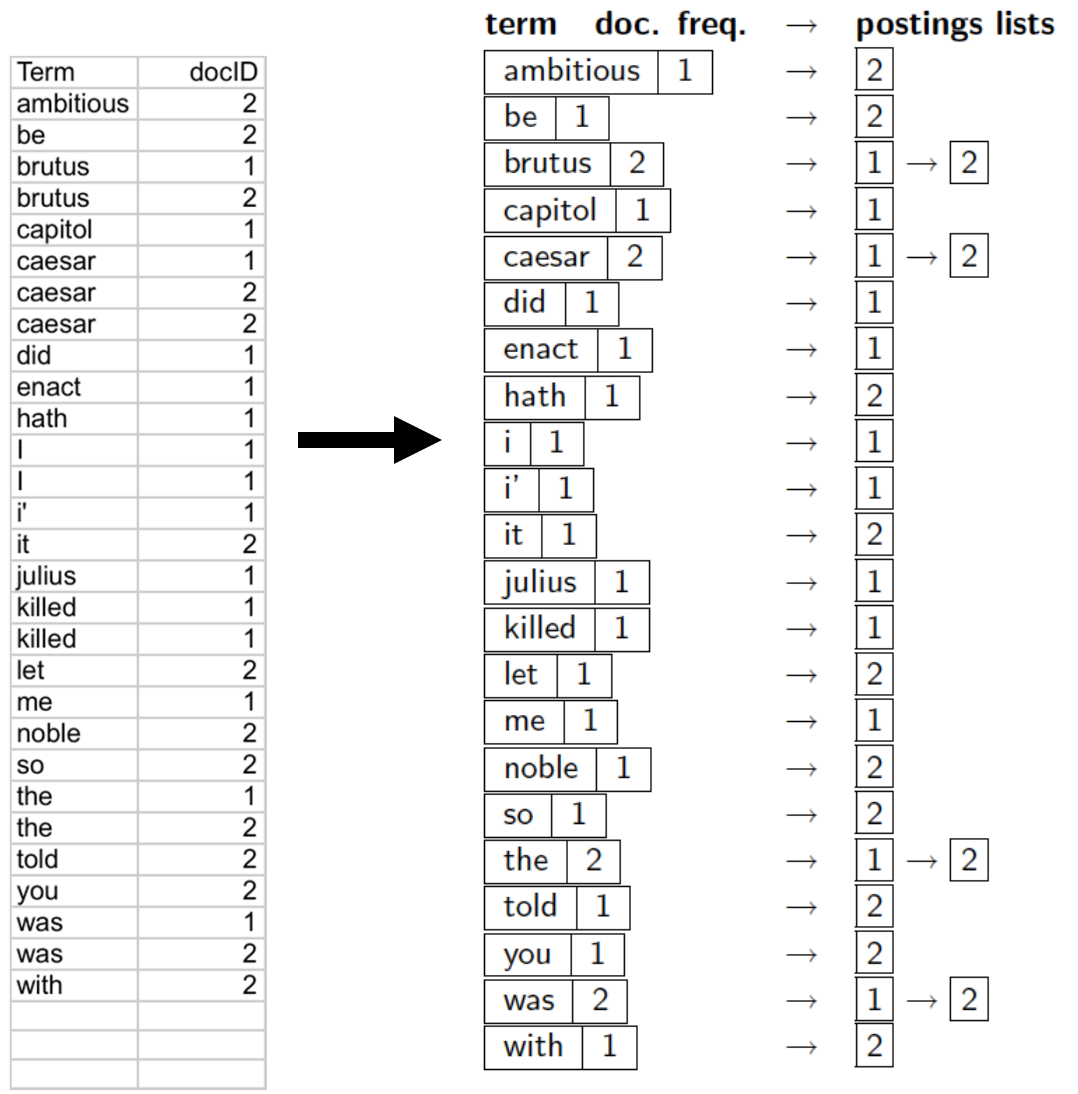 Term docID
ambitious 2
be 2
brutus 1
brutus 2
capitol 1
caesar 1
caesar 2
caesar 2
did 1
enact 1
hath 1
I 1
I 1
i' 1
it 2
julius 1
killed 1
killed 1
let 2
me 1
noble 2
so 2
the 1
the 2
told 2
you 2
was 1
was 2
with 2
term doc. freq. → postings lists
ambitious 1 → 2
be 1 → 2
brutus 2 → 1 → 2
capitol 1 → 1
caesar 2 → 1 → 2
did 1 → 1
enact 1 → 1
hath 1 → 2
i 1 → 1
i' 1 → 1
it 1 → 2
julius 1 → 1
killed 1 → 1
let 1 → 2
me 1 → 1
noble 1 → 2
so 1 → 2
the 2 → 1 → 2
told 1 → 2
you 1 → 2
was 2 → 1 → 2
with 1 → 2